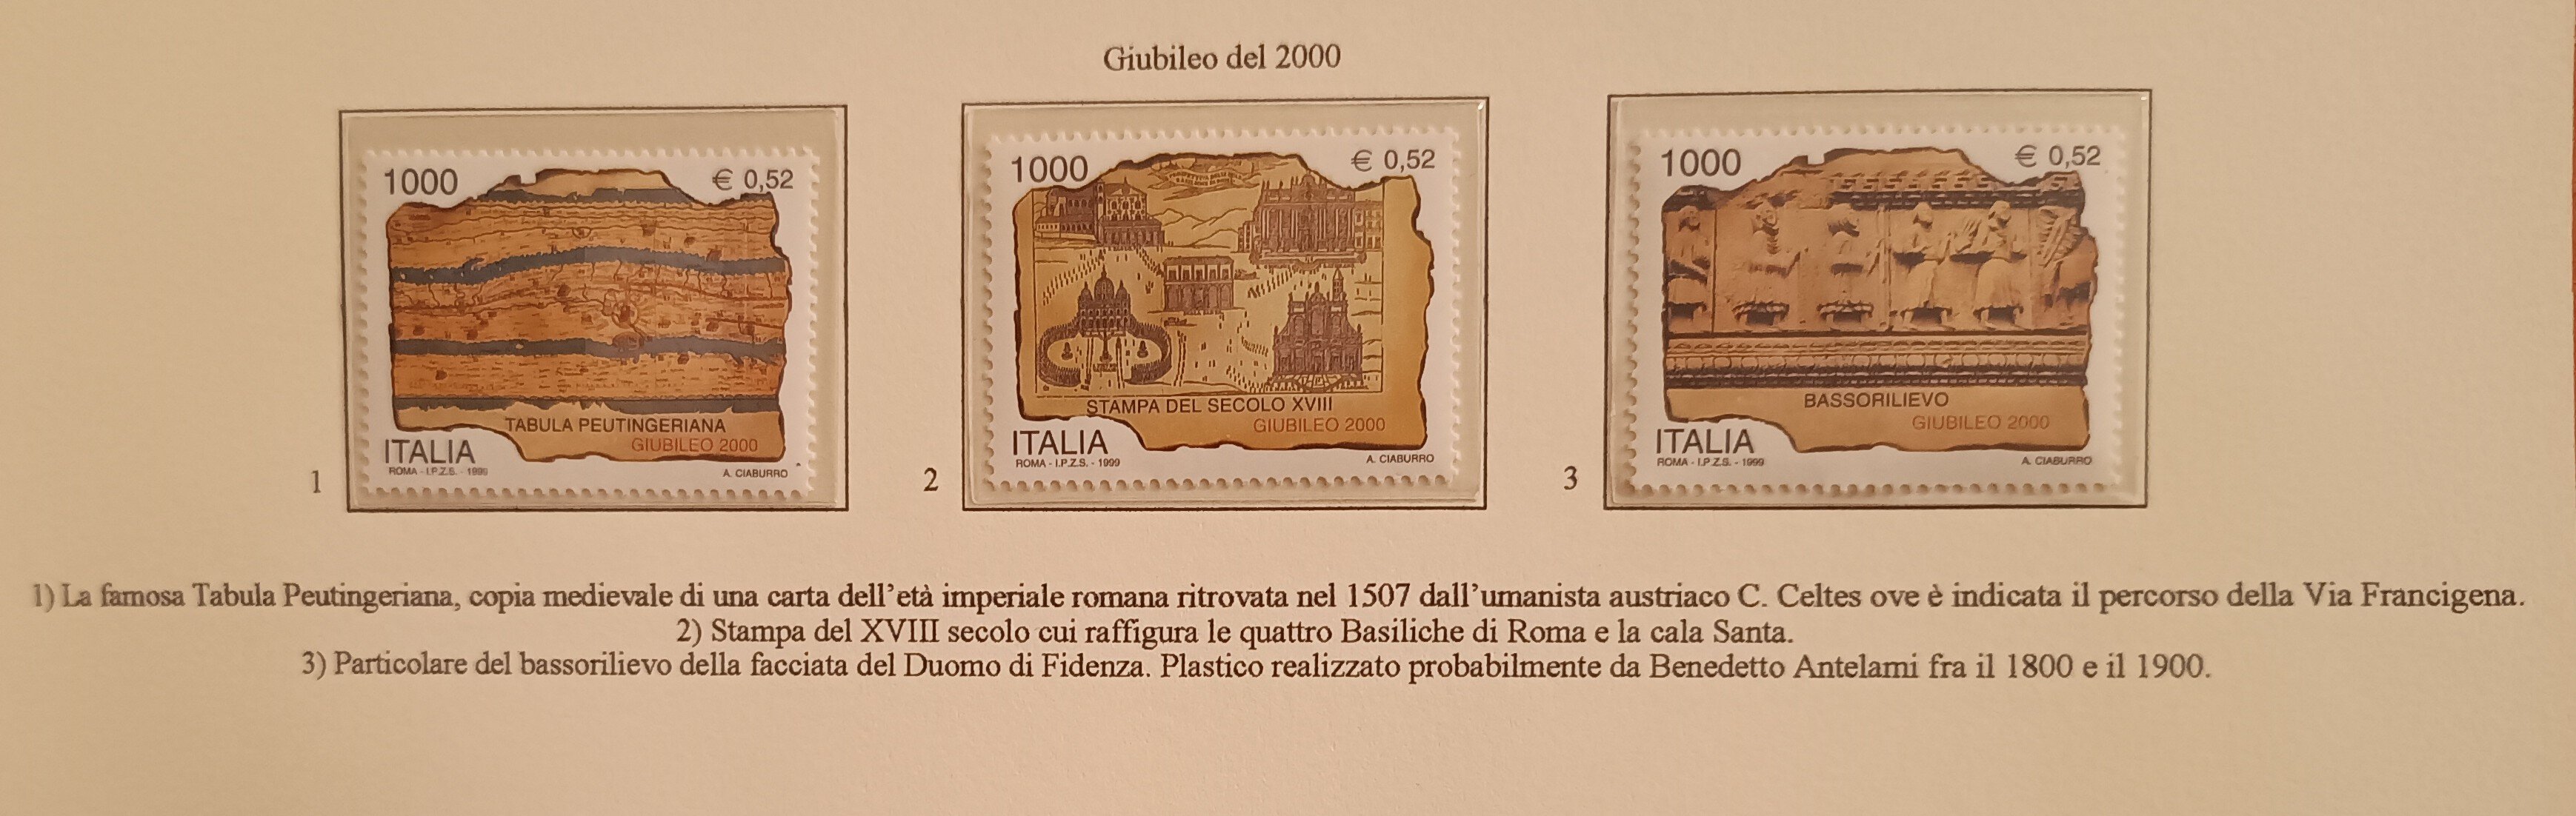 Giubileo del 2000
1000
€ 0,52
TABULA PEUTINGERIANA
GIUBILEO 2000
ITALIA
ROMA - I.P.Z.S. - 1999
A. CIABURRO
1
1000
€ 0,52
STAMPA DEL SECOLO XVIII
GIUBILEO 2000
ITALIA
ROMA - I.P.Z.S. - 1999
A. CIABURRO
2
1000
€ 0,52
BASSORILIEVO
GIUBILEO 2000
ITALIA
ROMA - I.P.Z.S. - 1999
A. CIABURRO
3
1) La famosa Tabula Peutingeriana, copia medievale di una carta dell'età imperiale romana ritrovata nel 1507 dall'umanista austriaco C. Celtes ove è indicata il percorso della Via Francigena.
2) Stampa del XVIII secolo cui raffigura le quattro Basiliche di Roma e la cala Santa.
3) Particolare del bassorilievo della facciata del Duomo di Fidenza. Plastico realizzato probabilmente da Benedetto Antelami fra il 1800 e il 1900.